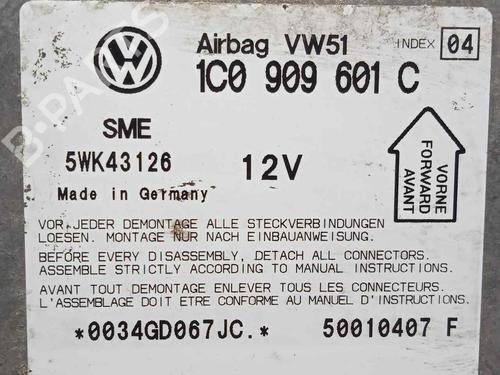 Airbag VW51 INDEX 04
1C0 909 601 C
SME
5WK43126 12V
Made in Germany
VORNE
FORWARD
AVANT
VOR JEDER DEMONTAGE ALLE STECKVERBINDUNGEN
LOESEN. MONTAGE NUR NACH EINBAUANWEISUNG.
BEFORE EVERY DISASSEMBLY, DETACH ALL CONNECTORS.
ASSEMBLE STRICTLY ACCORDING TO MANUAL INSTRUCTIONS.
AVANT TOUT DEMONTAGE ENLEVER TOUS LES CONNECTEURS.
L'ASSEMBLAGE DOIT ETRE CONFORME AU MANUEL D'INSTRUCTIONS.
*0034GD067JC.* 50010407 F